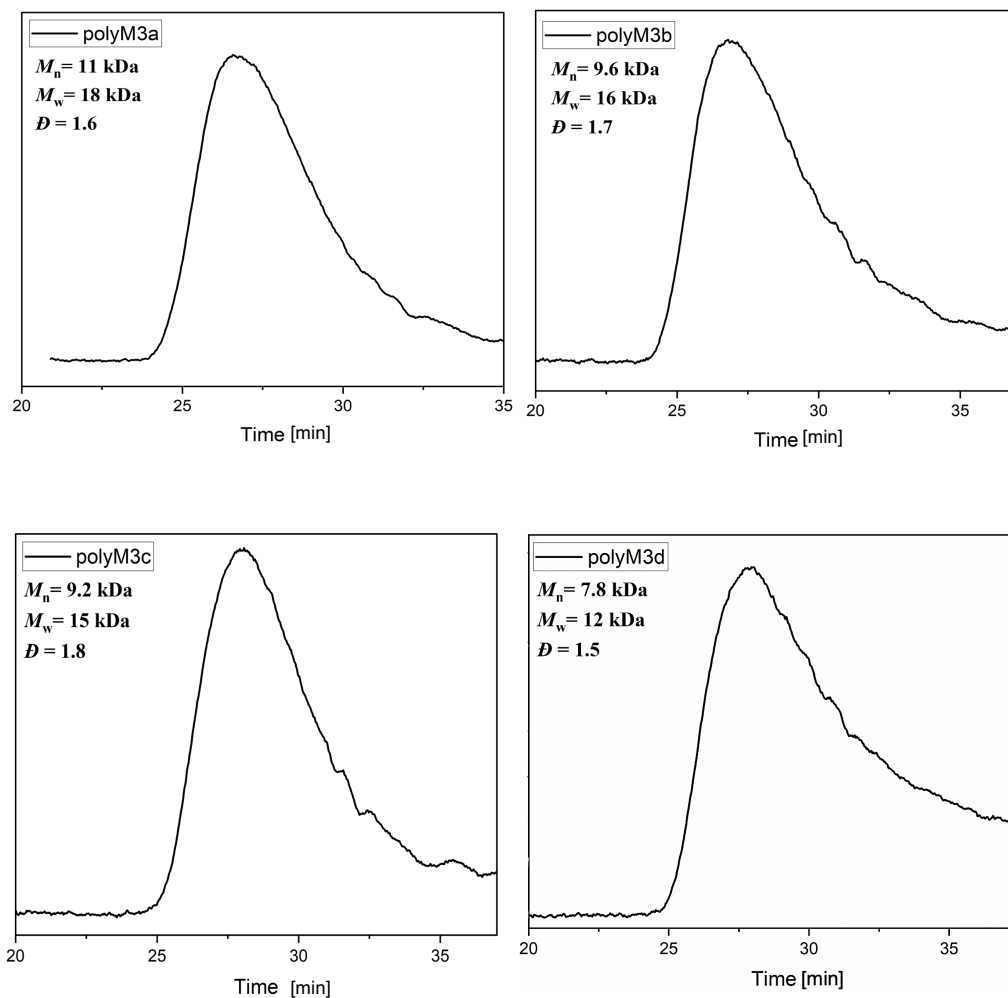 polyM3a
Mn= 11 kDa
Mw= 18 kDa
Đ = 1.6
20 25 30 35
Time [min]
polyM3b
Mn= 9.6 kDa
Mw= 16 kDa
Đ = 1.7
20 25 30 35
Time [min]
polyM3c
Mn= 9.2 kDa
Mw= 15 kDa
Đ = 1.8
20 25 30 35
Time [min]
polyM3d
Mn= 7.8 kDa
Mw= 12 kDa
Đ = 1.5
20 25 30 35
Time [min]